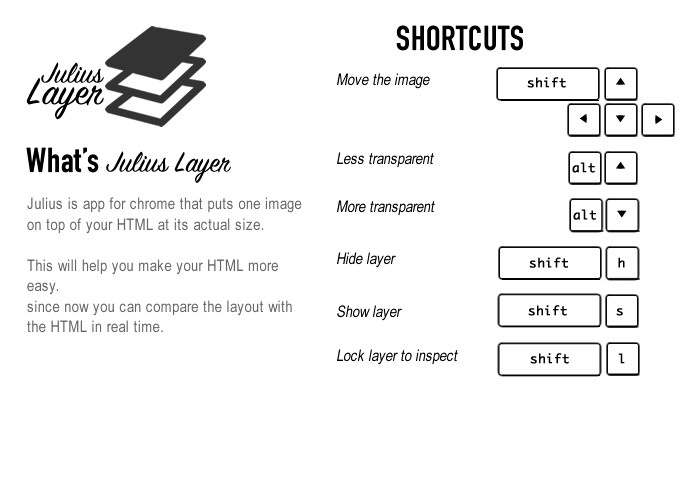 Julius
Layer
What's Julius Layer
Julius is app for chrome that puts one image
on top of your HTML at its actual size.
This will help you make your HTML more
easy.
since now you can compare the layout with
the HTML in real time.
SHORTCUTS
Move the image shift ▲
◄ ▼ ►
Less transparent alt ▲
More transparent alt ▼
Hide layer shift h
Show layer shift s
Lock layer to inspect shift l